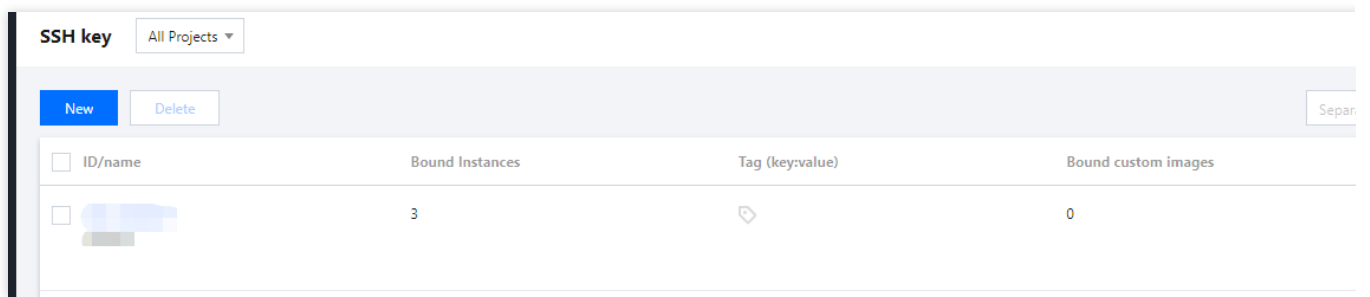 SSH key All Projects
New Delete
ID/name Bound Instances Tag (key:value) Bound custom images
3 0